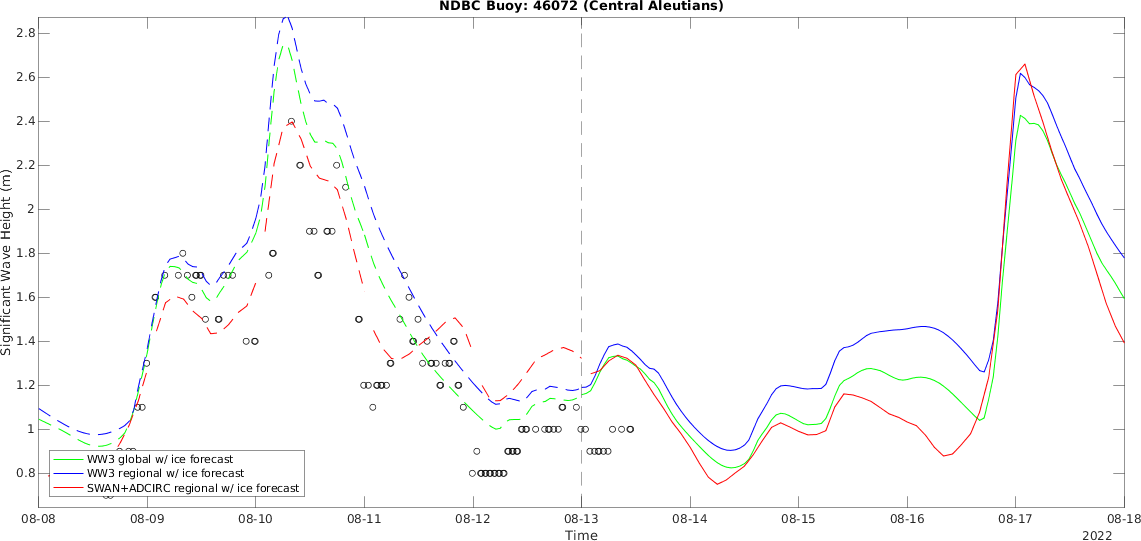 NDBC Buoy: 46072 (Central Aleutians)
Significant Wave Height (m)
2.8
2.6
2.4
2.2
2
1.8
1.6
1.4
1.2
1
0.8
WW3 global w/ ice forecast
WW3 regional w/ ice forecast
SWAN+ADCIRC regional w/ ice forecast
08-08 08-09 08-10 08-11 08-12 08-13 08-14 08-15 08-16 08-17 08-18
Time
2022